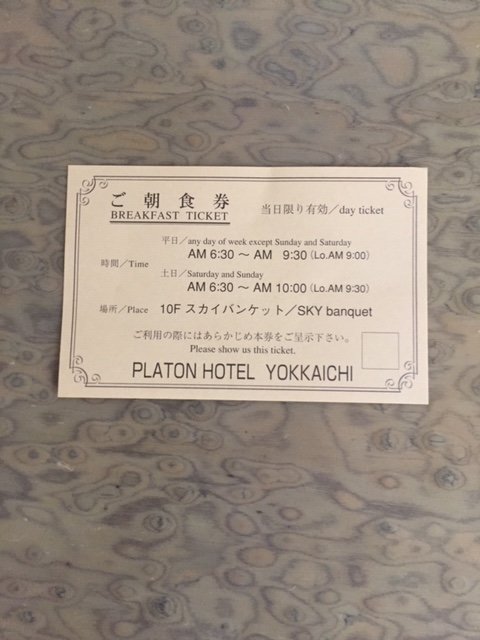 ご朝食券
BREAKFAST TICKET
当日限り有効/day ticket
平日/any day of week except Sunday and Saturday
時間/Time
AM 6:30 ～ AM 9:30 (Lo.AM 9:00)
土日/Saturday and Sunday
AM 6:30 ～ AM 10:00 (Lo.AM 9:30)
場所/Place 10F スカイバンケット/SKY banquet
ご利用の際にはあらかじめ本券をご呈示下さい。
Please show us this ticket.
PLATON HOTEL YOKKAICHI